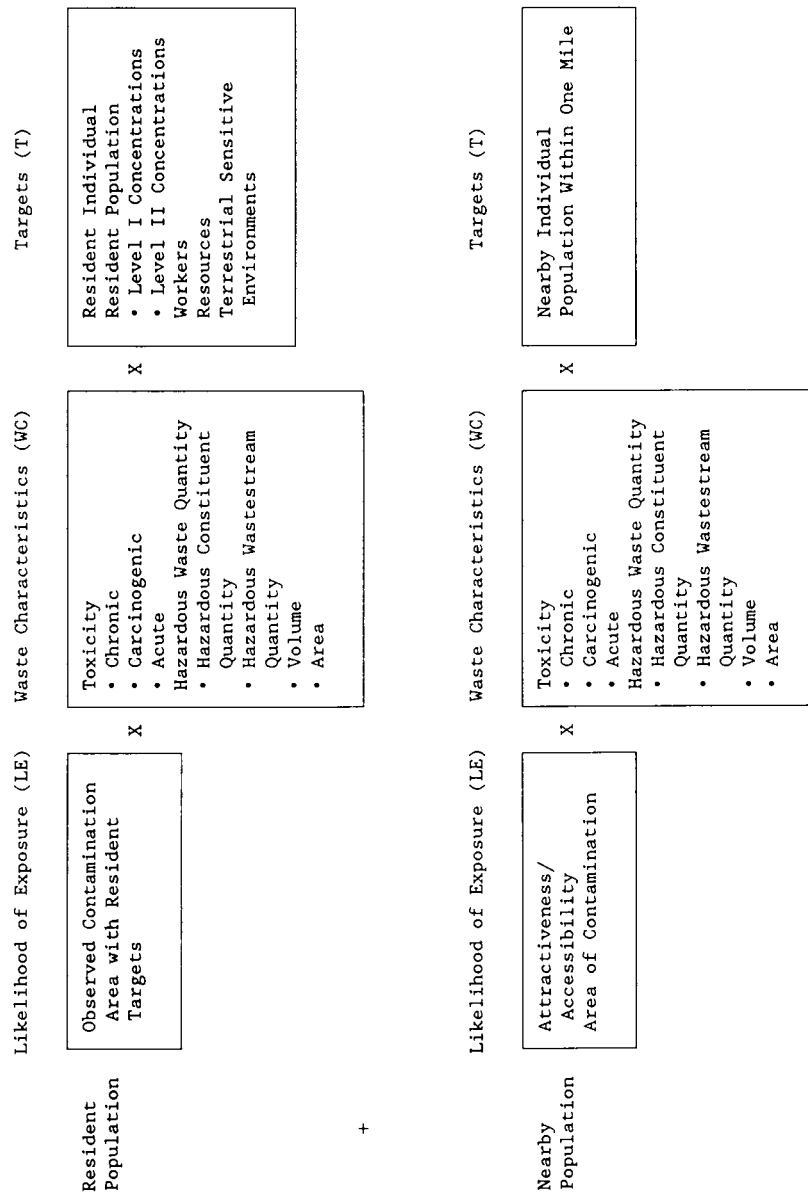 Likelihood of Exposure (LE)
Waste Characteristics (WC)
Targets (T)
Resident
Population
Observed Contamination
Area with Resident
Targets
X
Toxicity
• Chronic
• Carcinogenic
• Acute
Hazardous Waste Quantity
• Hazardous Constituent
Quantity
• Hazardous Wastestream
Quantity
• Volume
• Area
X
Resident Individual
Resident Population
• Level I Concentrations
• Level II Concentrations
Workers
Resources
Terrestrial Sensitive
Environments
+
Likelihood of Exposure (LE)
Waste Characteristics (WC)
Targets (T)
Nearby
Population
Attractiveness/
Accessibility
Area of Contamination
X
Toxicity
• Chronic
• Carcinogenic
• Acute
Hazardous Waste Quantity
• Hazardous Constituent
Quantity
• Hazardous Wastestream
Quantity
• Volume
• Area
X
Nearby Individual
Population Within One Mile